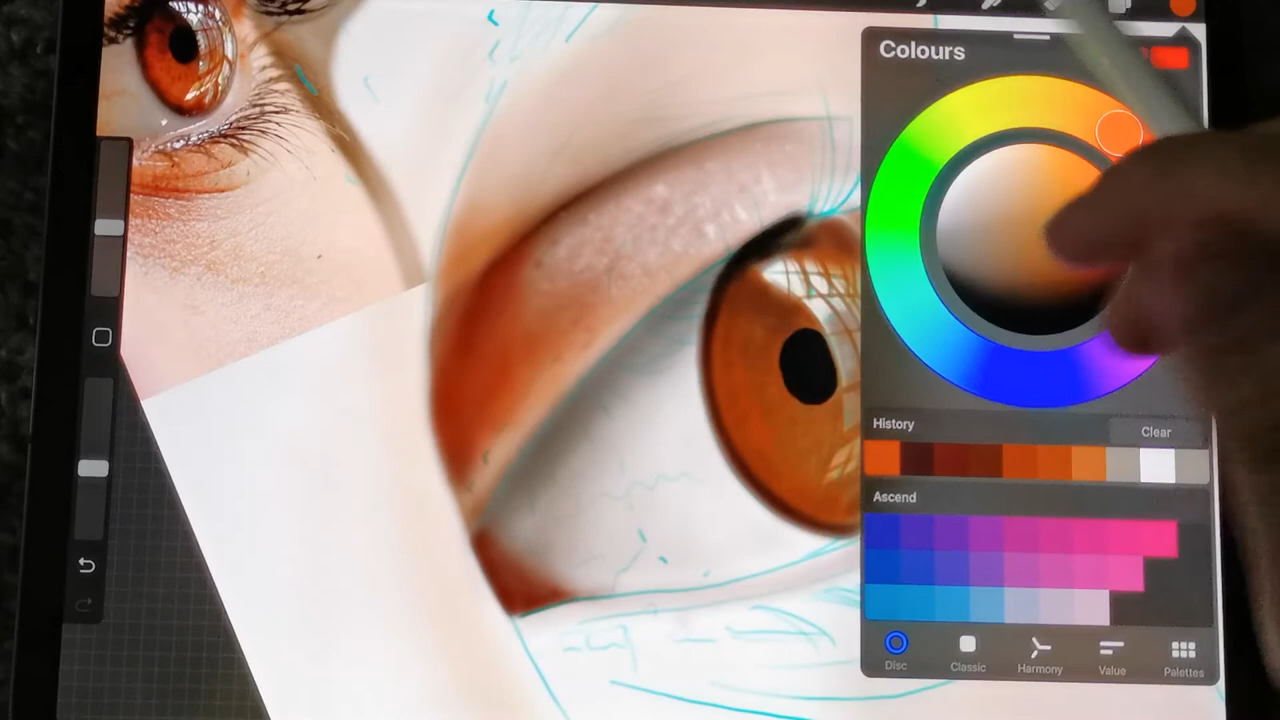 Colours
History
Clear
Ascend
Disc
Classic
Harmony
Value
Palettes